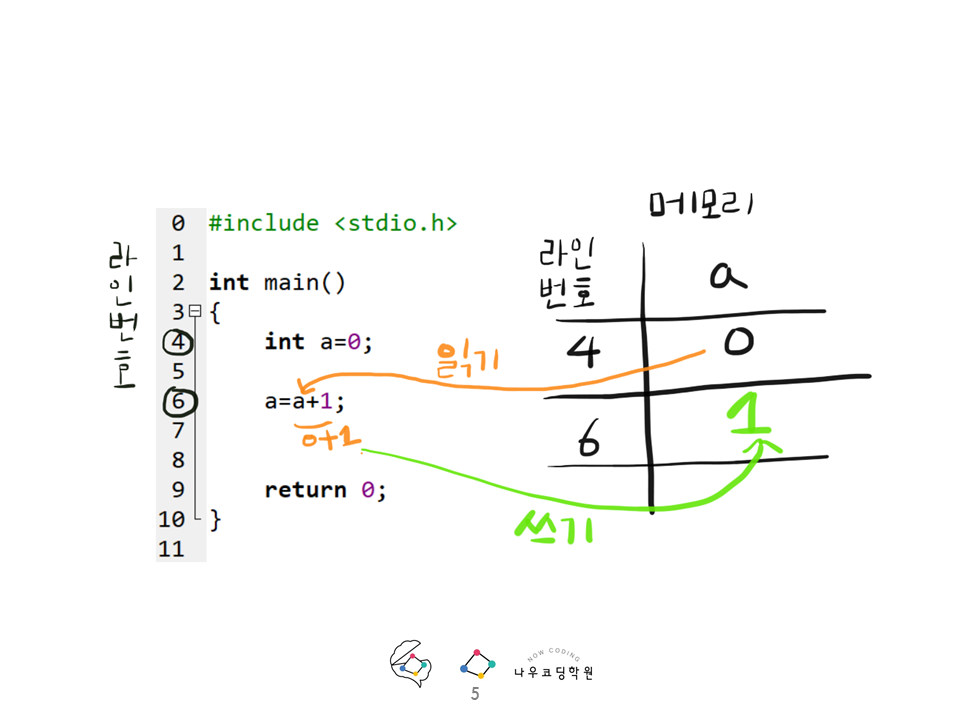 메모리
라인번호
0 #include <stdio.h>
1
2 int main()
3 {
4 int a=0;
5
6 a=a+1;
0+1
7
8
9 return 0;
10 }
11
읽기
쓰기
라인
번호
a
4 0
6 1
NOW CODING
나우코딩학원
5